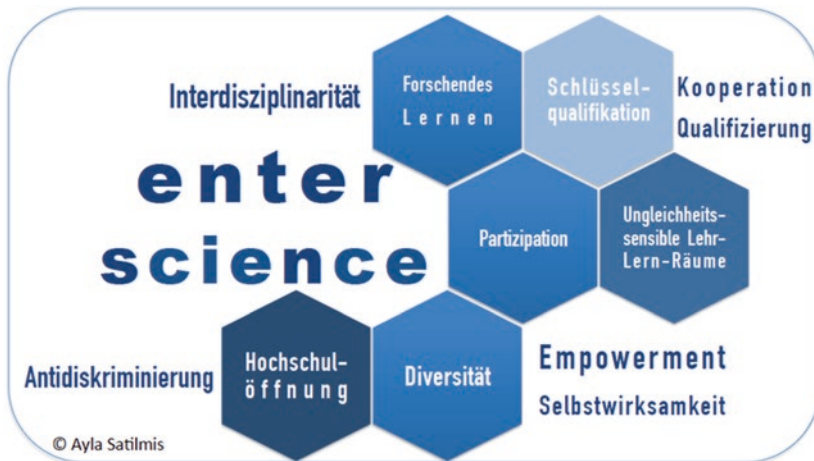 Interdisziplinarität
Forschendes
Lernen
Schlüssel-
qualifikation
Kooperation
Qualifizierung
enter
science
Partizipation
Ungleichheits-
sensible Lehr-
Lern-Räume
Antidiskriminierung
Hochschul-
öffnung
Diversität
Empowerment
Selbstwirksamkeit
© Ayla Satilmis